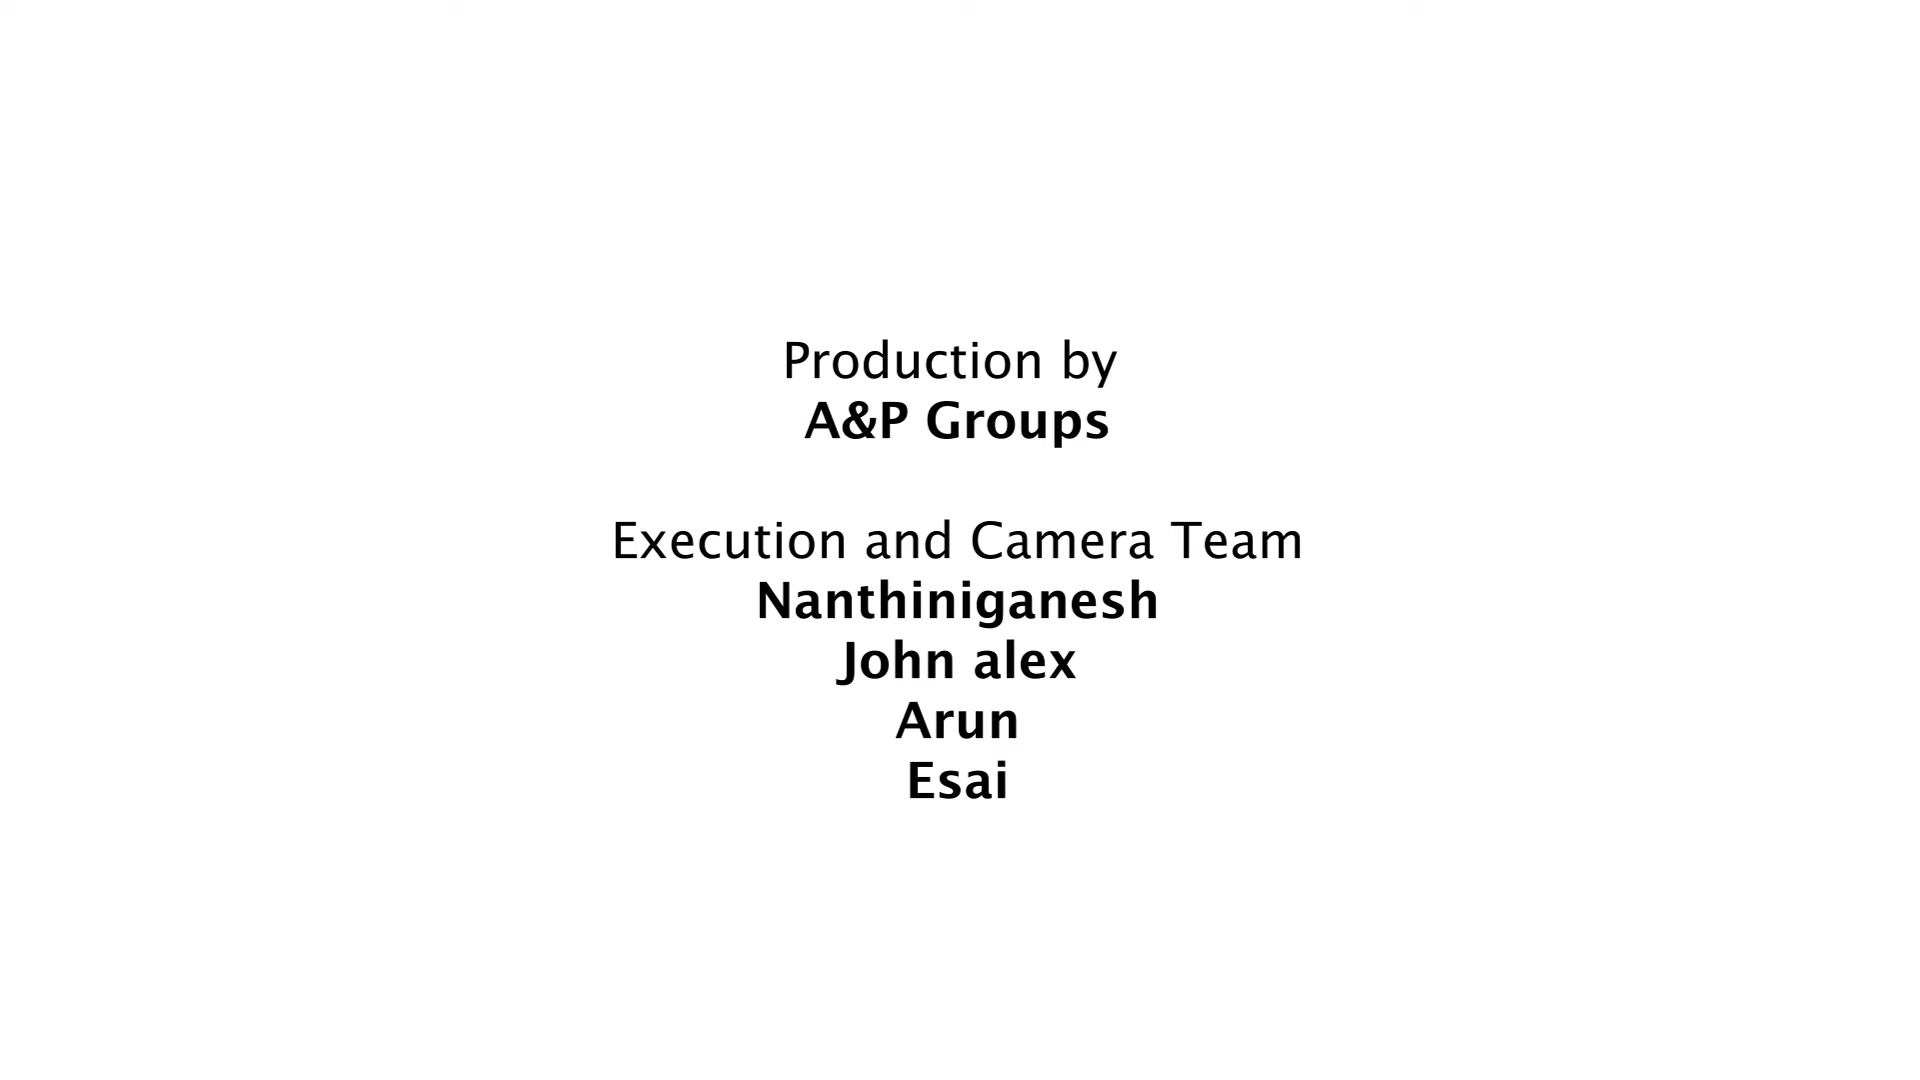 Production by
A&P Groups
Execution and Camera Team
Nanthiniganesh
John alex
Arun
Esai